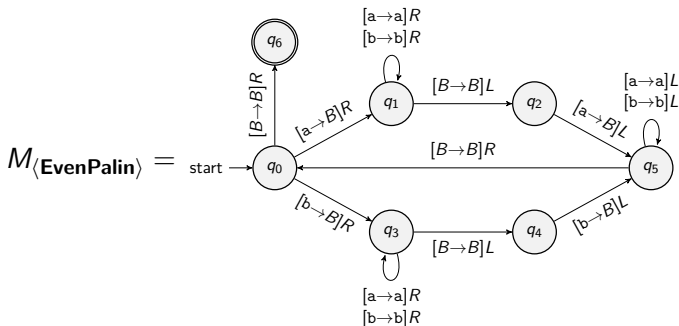 q6
[a→a]R
[b→b]R
[a→a]L
[b→b]L
[B→B]R
[a→B]R
q1
[B→B]L
q2
[a→B]L
M⟨EvenPalin⟩ =
start
q0
[B→B]R
q5
[b→B]R
q3
[B→B]L
q4
[b→B]L
[a→a]R
[b→b]R